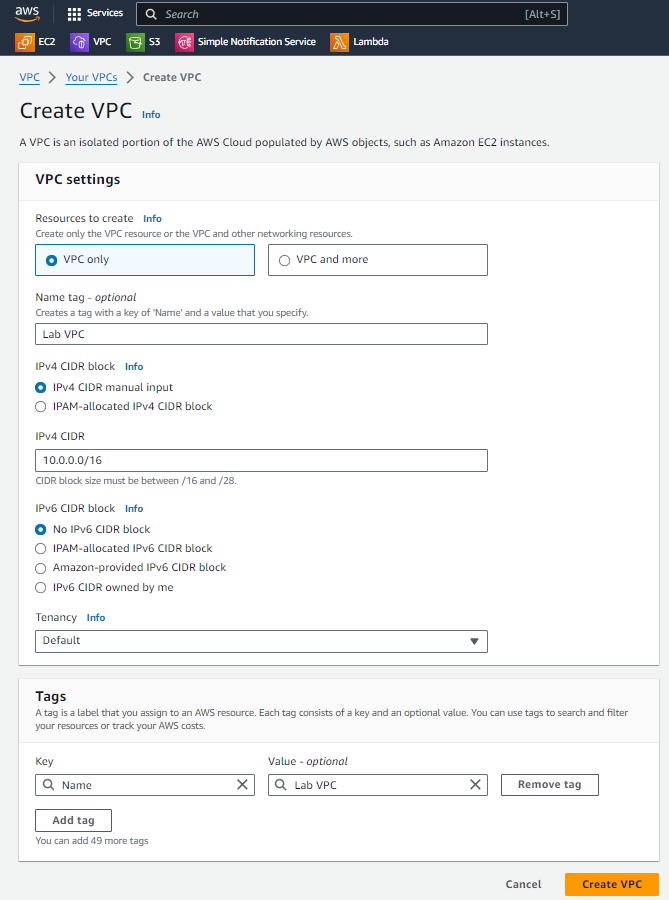 aws Services Search [Alt+S]
EC2 VPC S3 Simple Notification Service Lambda
VPC > Your VPCs > Create VPC
Create VPC Info
A VPC is an isolated portion of the AWS Cloud populated by AWS objects, such as Amazon EC2 instances.
VPC settings
Resources to create Info
Create only the VPC resource or the VPC and other networking resources.
VPC only VPC and more
Name tag - optional
Creates a tag with a key of 'Name' and a value that you specify.
Lab VPC
IPv4 CIDR block Info
IPv4 CIDR manual input
IPAM-allocated IPv4 CIDR block
IPv4 CIDR
10.0.0.0/16
CIDR block size must be between /16 and /28.
IPv6 CIDR block Info
No IPv6 CIDR block
IPAM-allocated IPv6 CIDR block
Amazon-provided IPv6 CIDR block
IPv6 CIDR owned by me
Tenancy Info
Default
Tags
A tag is a label that you assign to an AWS resource. Each tag consists of a key and an optional value. You can use tags to search and filter
your resources or track your AWS costs.
Key Value - optional
Name Lab VPC Remove tag
Add tag
You can add 49 more tags
Cancel Create VPC